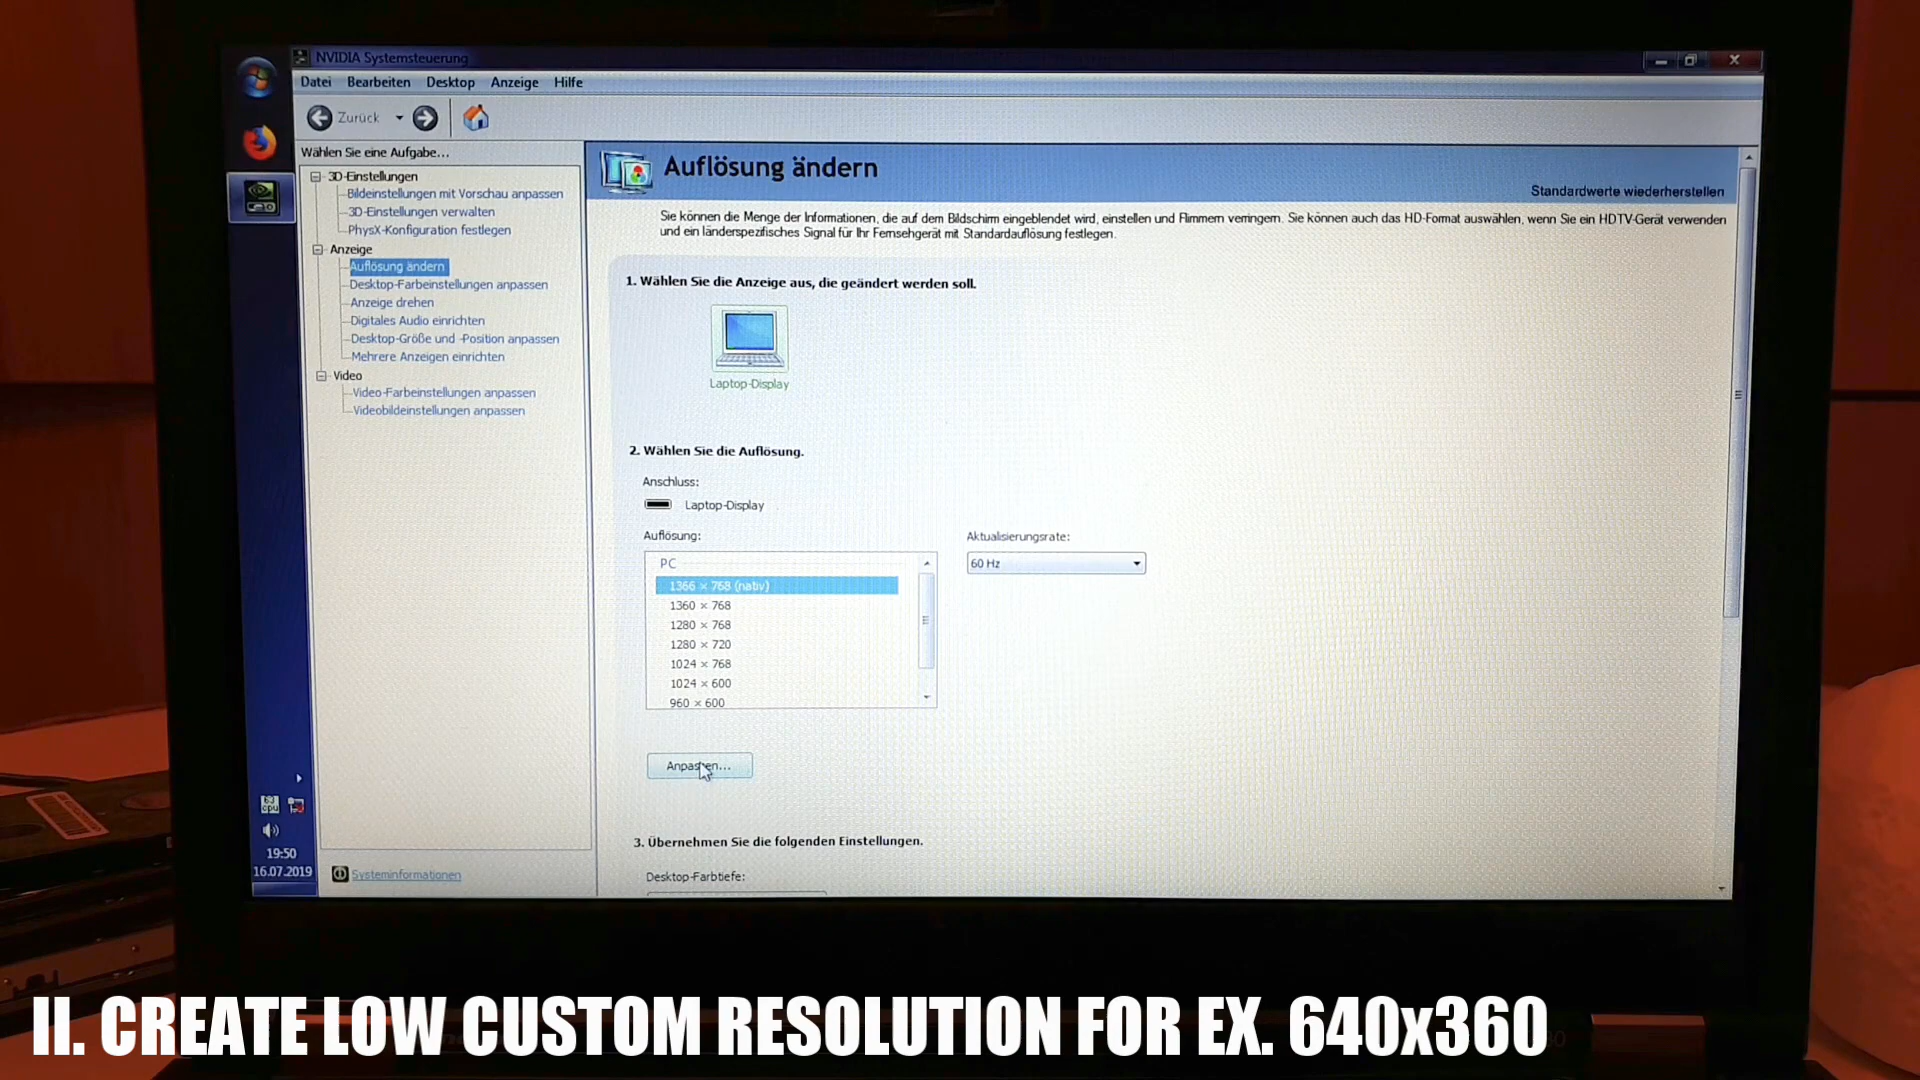 NVIDIA Systemsteuerung
Datei Bearbeiten Desktop Anzeige Hilfe
Zurück
Wählen Sie eine Aufgabe...
3D-Einstellungen
Bildeinstellungen mit Vorschau anpassen
3D-Einstellungen verwalten
PhysX-Konfiguration festlegen
Anzeige
Auflösung ändern
Desktop-Farbeinstellungen anpassen
Anzeige drehen
Digitales Audio einrichten
Desktop-Größe und -Position anpassen
Mehrere Anzeigen einrichten
Video
Video-Farbeinstellungen anpassen
Videobildeinstellungen anpassen
Systeminformationen
Auflösung ändern
Standardwerte wiederherstellen
Sie können die Menge der Informationen, die auf dem Bildschirm eingeblendet wird, einstellen und Flimmern verringern. Sie können auch das HD-Format auswählen, wenn Sie ein HDTV-Gerät verwenden
und ein länderspezifisches Signal für Ihr Fernsehgerät mit Standardauflösung festlegen.
1. Wählen Sie die Anzeige aus, die geändert werden soll.
Laptop-Display
2. Wählen Sie die Auflösung.
Anschluss:
Laptop-Display
Auflösung:
Aktualisierungsrate:
PC
60 Hz
1366 × 768 (nativ)
1360 × 768
1280 × 768
1280 × 720
1024 × 768
1024 × 600
960 × 600
Anpassen...
3. Übernehmen Sie die folgenden Einstellungen.
Desktop-Farbtiefe:
cpu
19:50
16.07.2019
II. CREATE LOW CUSTOM RESOLUTION FOR EX. 640x360